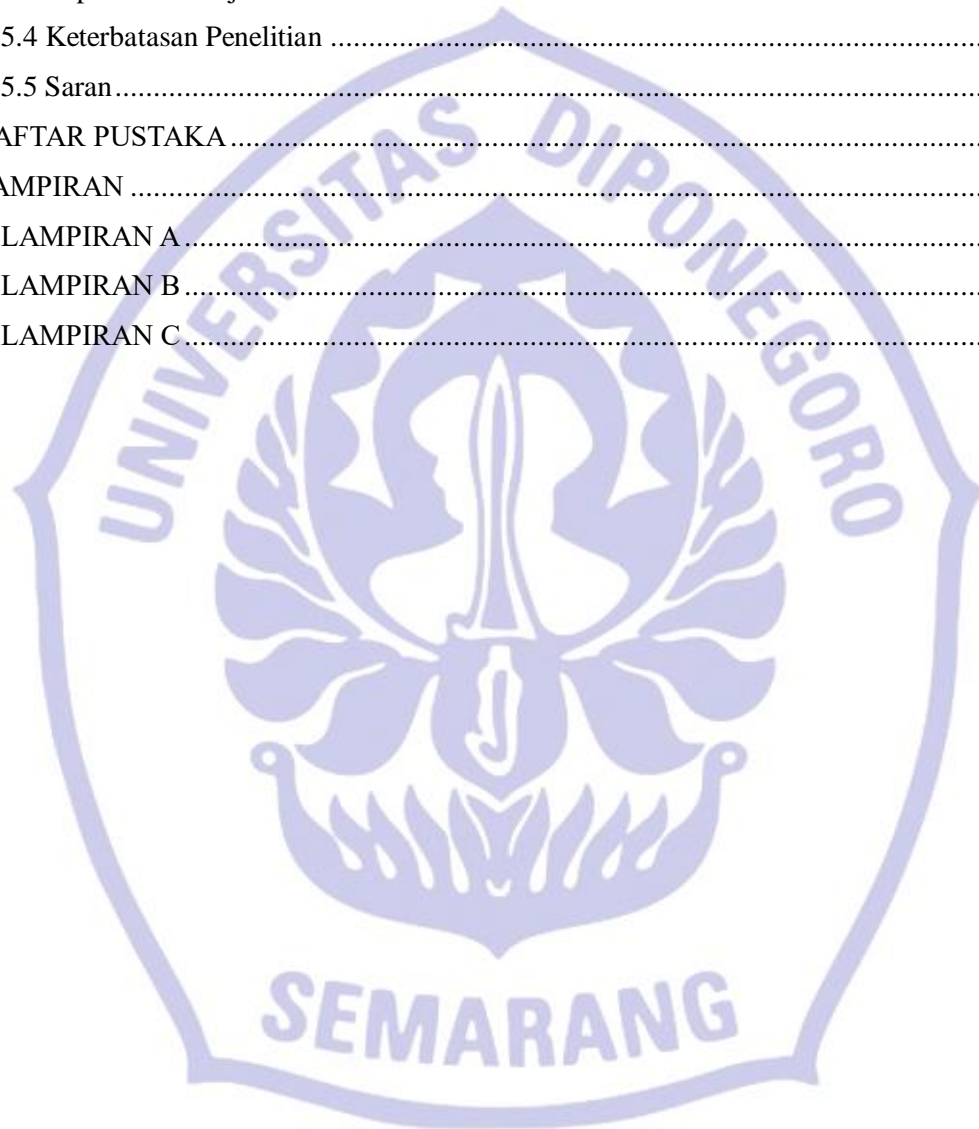 5.4 Keterbatasan Penelitian ....................................................................................
5.5 Saran................................................................................................................
AFTAR PUSTAKA................................................................................................
AMPIRAN ..............................................................................................................
LAMPIRAN A.......................................................................................................
LAMPIRAN B.......................................................................................................
LAMPIRAN C.......................................................................................................
UNIVERSITAS DIPONEGORO
SEMARANG